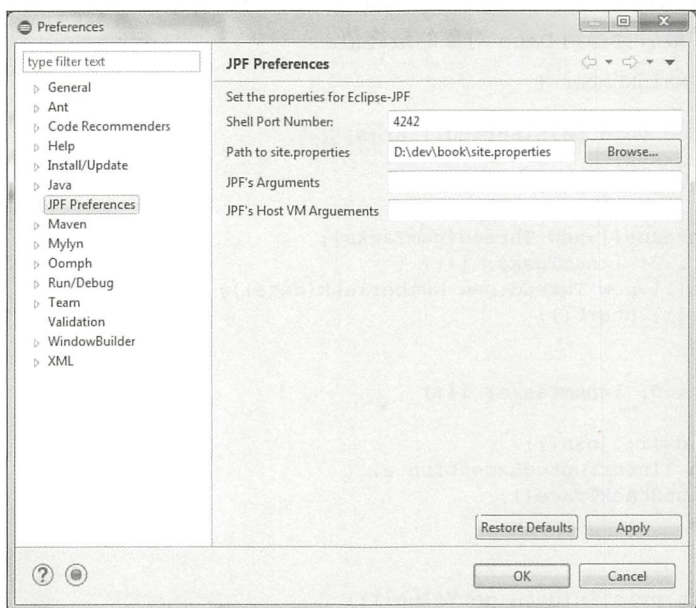 Preferences
type filter text
General
Ant
Code Recommenders
Help
Install/Update
Java
JPF Preferences
Maven
Mylyn
Oomph
Run/Debug
Team
Validation
WindowBuilder
XML
JPF Preferences
Set the properties for Eclipse-JPF
Shell Port Number: 4242
Path to site.properties D:\dev\book\site.properties Browse...
JPF's Arguments
JPF's Host VM Arguements
Restore Defaults Apply
OK Cancel